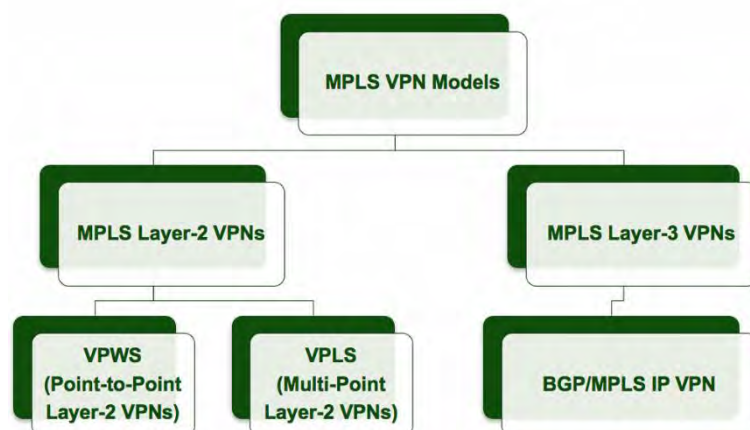 MPLS VPN Models
MPLS Layer-2 VPNs
MPLS Layer-3 VPNs
VPWS
(Point-to-Point
Layer-2 VPNs)
VPLS
(Multi-Point
Layer-2 VPNs)
BGP/MPLS IP VPN